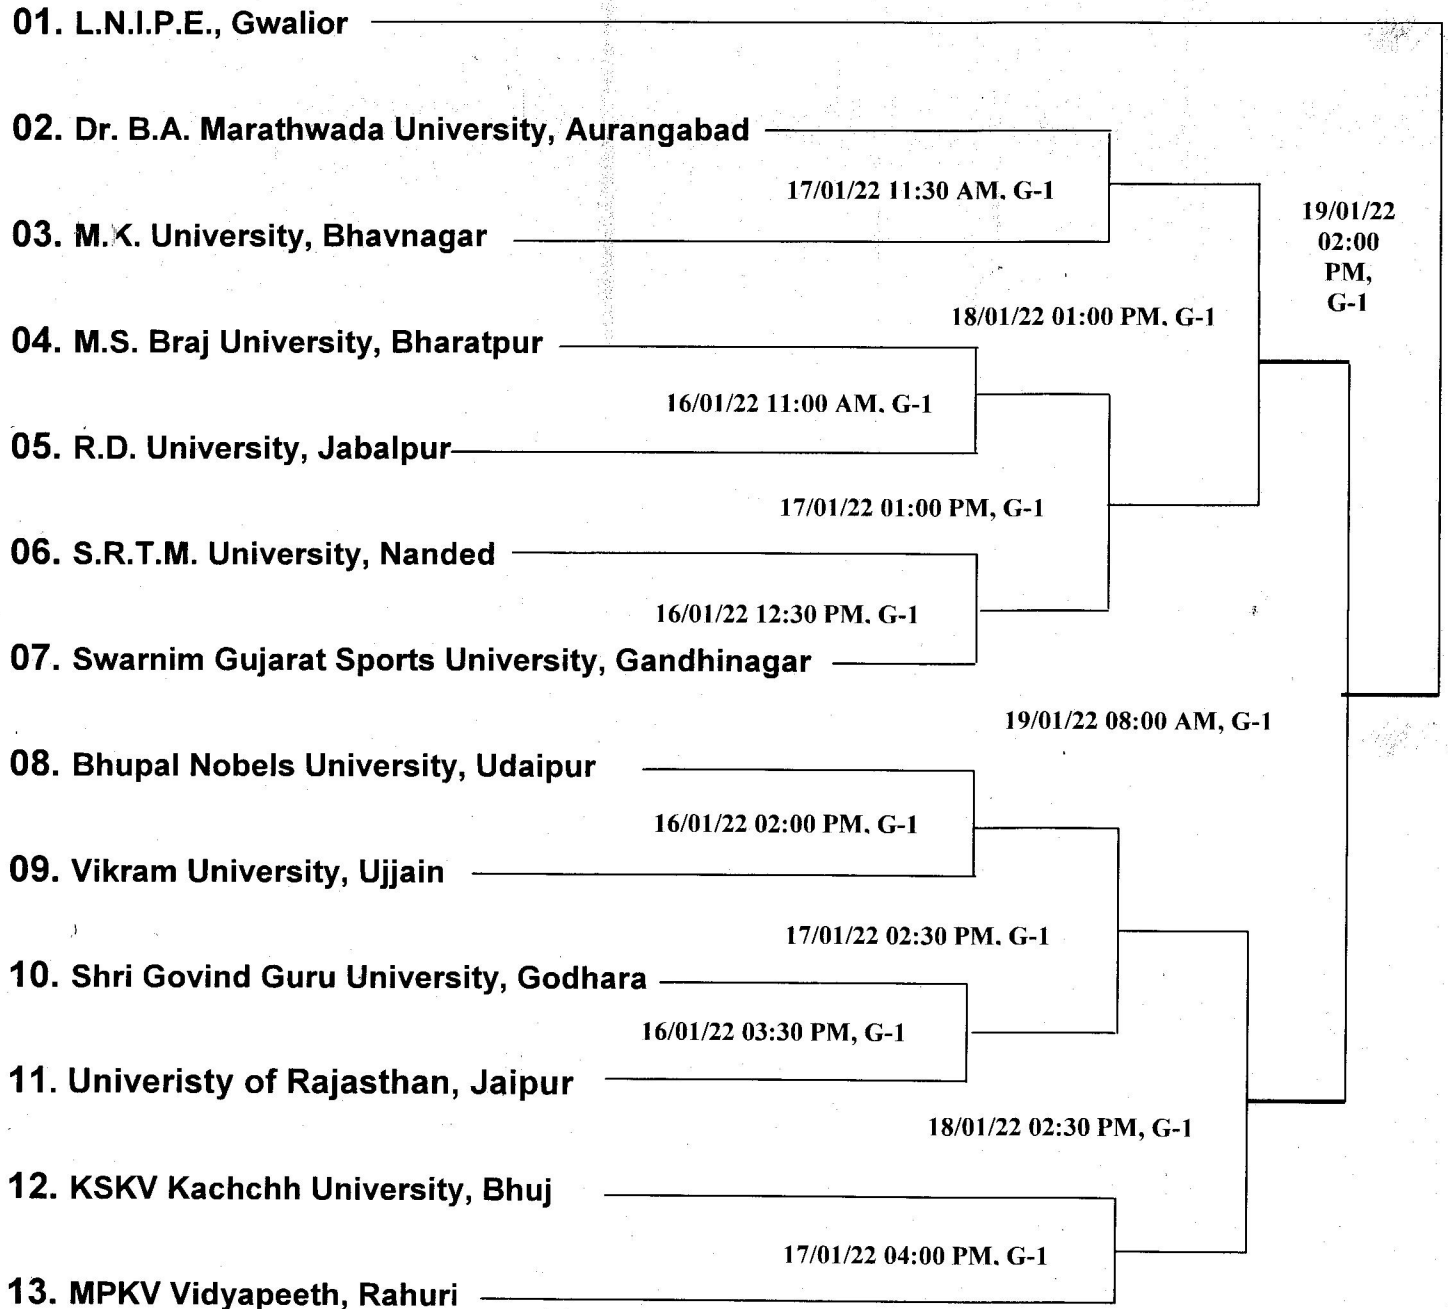 01. L.N.I.P.E., Gwalior
02. Dr. B.A. Marathwada University, Aurangabad
17/01/22 11:30 AM, G-1
03. M.K. University, Bhavnagar
19/01/22
02:00
PM,
G-1
18/01/22 01:00 PM, G-1
04. M.S. Braj University, Bharatpur
16/01/22 11:00 AM, G-1
05. R.D. University, Jabalpur
17/01/22 01:00 PM, G-1
06. S.R.T.M. University, Nanded
16/01/22 12:30 PM, G-1
07. Swarnim Gujarat Sports University, Gandhinagar
19/01/22 08:00 AM, G-1
08. Bhupal Nobels University, Udaipur
16/01/22 02:00 PM, G-1
09. Vikram University, Ujjain
17/01/22 02:30 PM, G-1
10. Shri Govind Guru University, Godhara
16/01/22 03:30 PM, G-1
11. Univeristy of Rajasthan, Jaipur
18/01/22 02:30 PM, G-1
12. KSKV Kachchh University, Bhuj
17/01/22 04:00 PM, G-1
13. MPKV Vidyapeeth, Rahuri